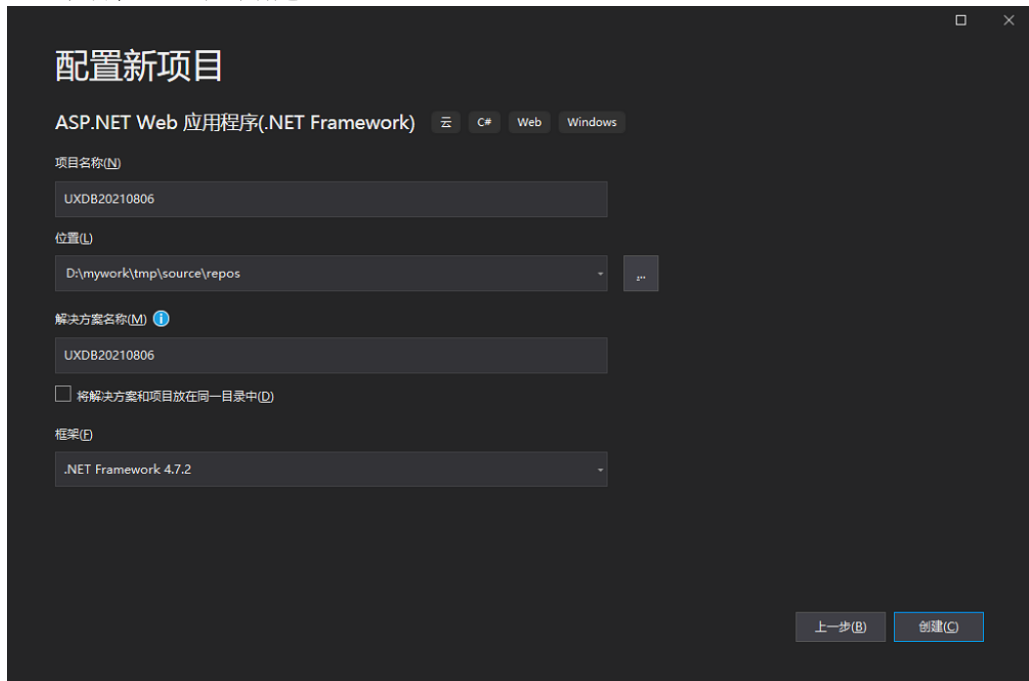 配置新项目
ASP.NET Web 应用程序(.NET Framework) 云 C# Web Windows
项目名称(N)
UXDB20210806
位置(L)
D:\mywork\tmp\source\repos
...
解决方案名称(M)
UXDB20210806
将解决方案和项目放在同一目录中(D)
框架(F)
.NET Framework 4.7.2
上一步(B) 创建(C)